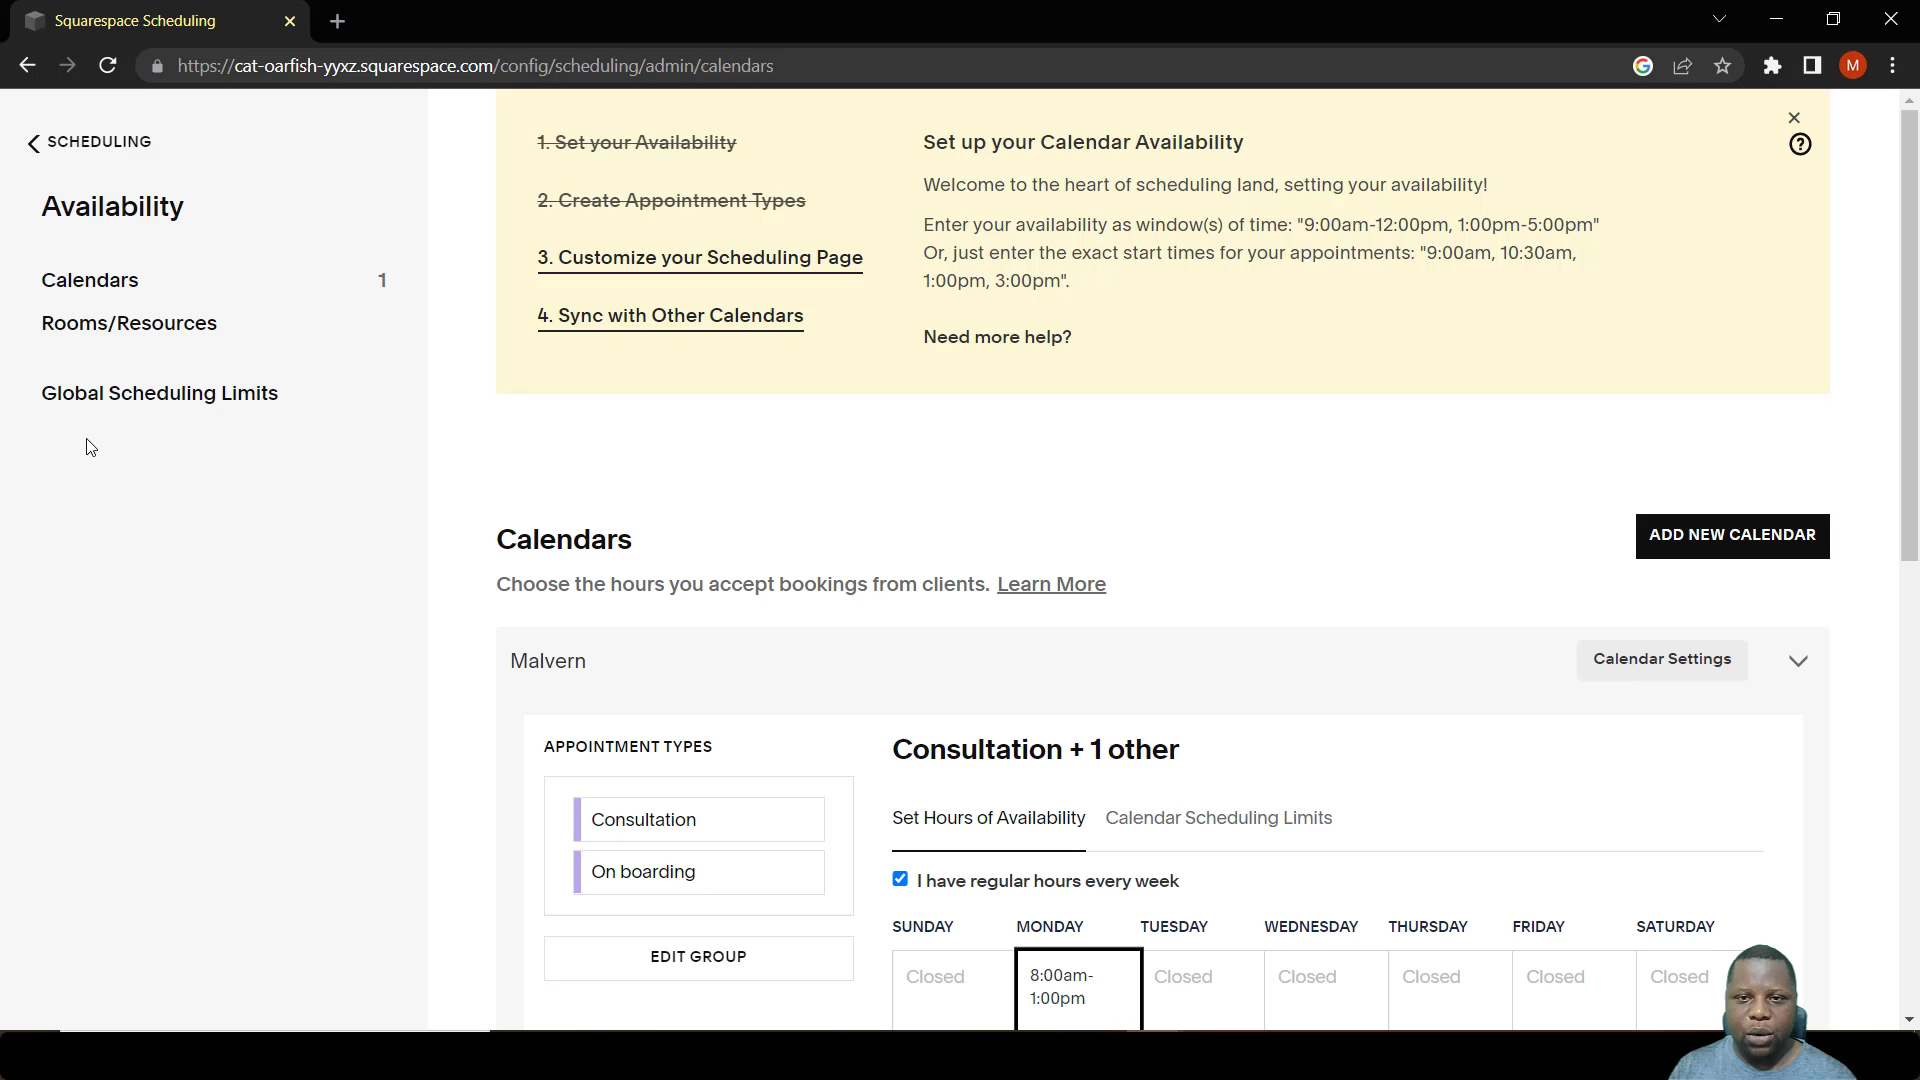 Squarespace Scheduling
https://cat-oarfish-yyxz.squarespace.com/config/scheduling/admin/calendars
M
SCHEDULING
Availability
Calendars 1
Rooms/Resources
Global Scheduling Limits
1. Set your Availability
2. Create Appointment Types
3. Customize your Scheduling Page
4. Sync with Other Calendars
Set up your Calendar Availability
Welcome to the heart of scheduling land, setting your availability!
Enter your availability as window(s) of time: "9:00am-12:00pm, 1:00pm-5:00pm"
Or, just enter the exact start times for your appointments: "9:00am, 10:30am,
1:00pm, 3:00pm".
Need more help?
Calendars
ADD NEW CALENDAR
Choose the hours you accept bookings from clients. Learn More
Malvern
Calendar Settings
APPOINTMENT TYPES
Consultation
On boarding
EDIT GROUP
Consultation + 1 other
Set Hours of Availability Calendar Scheduling Limits
I have regular hours every week
SUNDAY MONDAY TUESDAY WEDNESDAY THURSDAY FRIDAY SATURDAY
Closed 8:00am- Closed Closed Closed Closed Closed
1:00pm